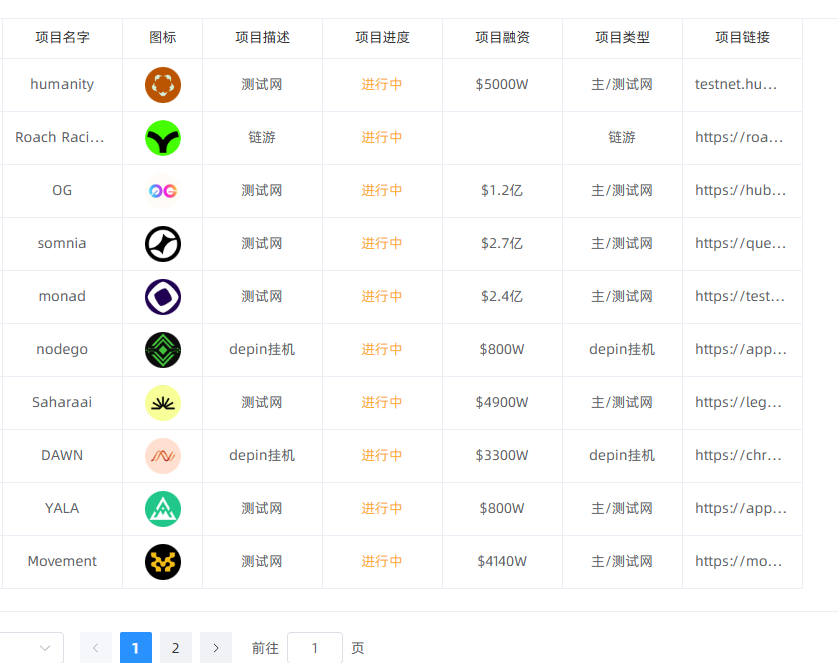 项目名字 图标 项目描述 项目进度 项目融资 项目类型 项目链接
humanity 测试网 进行中 $5000W 主/测试网 testnet.hu...
Roach Raci... 链游 进行中 链游 https://roa...
OG 测试网 进行中 $1.2亿 主/测试网 https://hub...
somnia 测试网 进行中 $2.7亿 主/测试网 https://que...
monad 测试网 进行中 $2.4亿 主/测试网 https://test...
nodego depin挂机 进行中 $800W depin挂机 https://app...
Saharaai 测试网 进行中 $4900W 主/测试网 https://leg...
DAWN depin挂机 进行中 $3300W depin挂机 https://chr...
YALA 测试网 进行中 $800W 主/测试网 https://app...
Movement 测试网 进行中 $4140W 主/测试网 https://mo...
1 2 前往 1 页